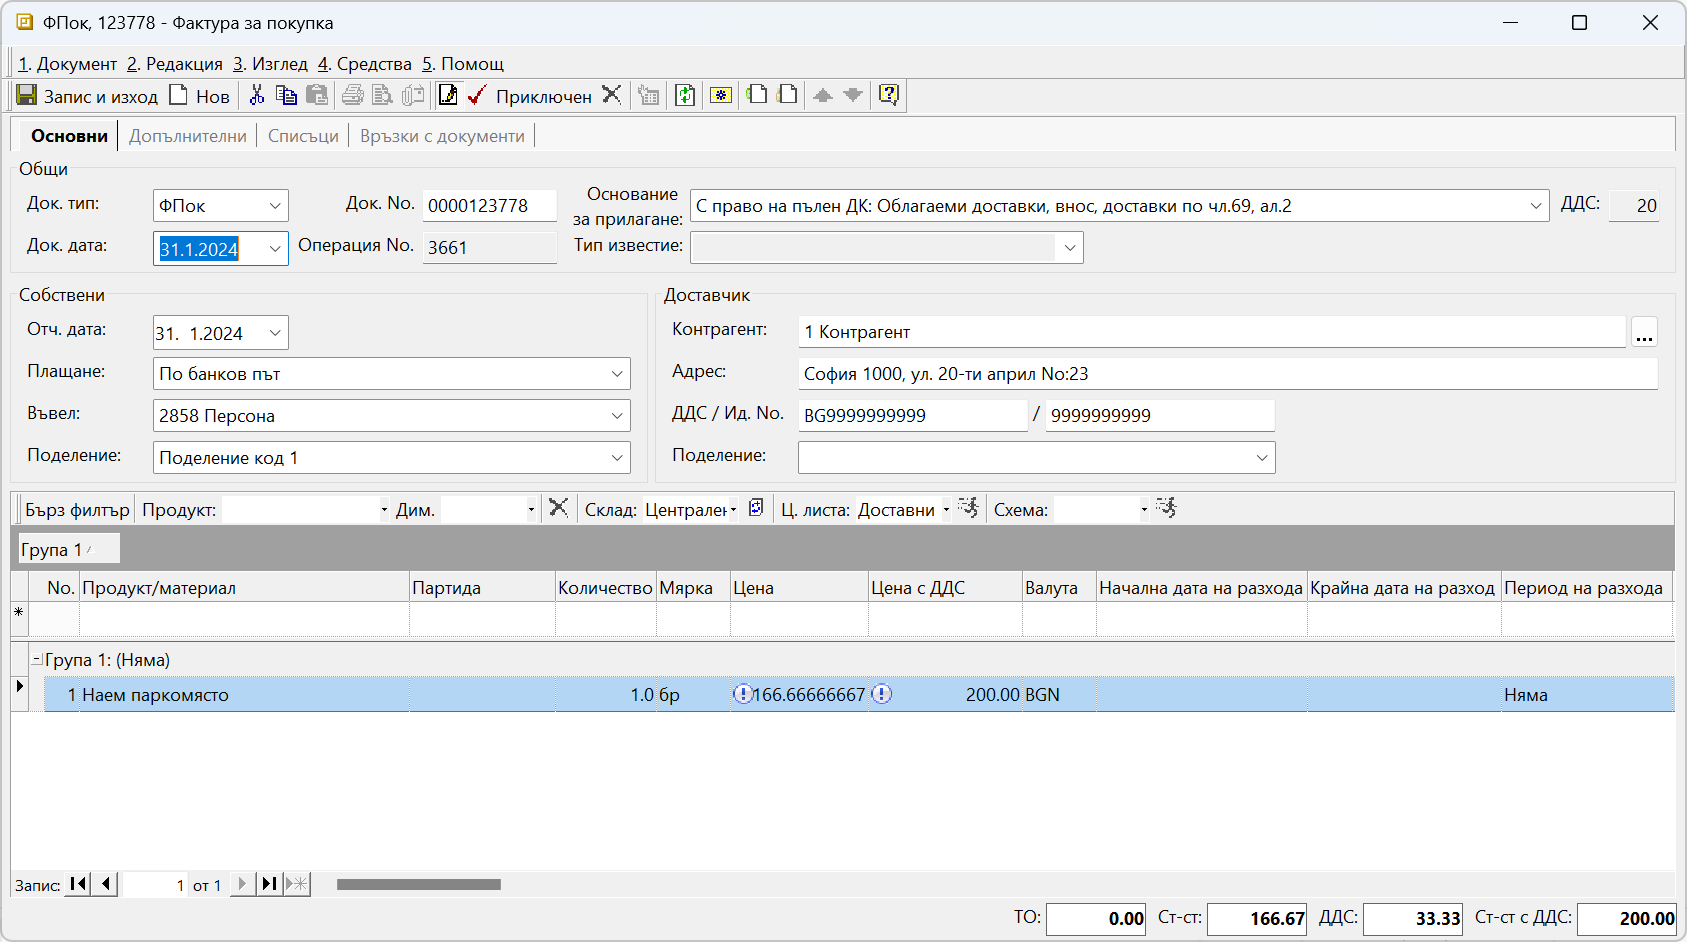 ФПок, 123778 - Фактура за покупка
1. Документ 2. Редакция 3. Изглед 4. Средства 5. Помощ
Запис и изход Нов Приключен
Основни Допълнителни Списъци Връзки с документи
Общи
Док. тип: ФПок Док. No. 0000123778 Основание за прилагане: С право на пълен ДК: Облагаеми доставки, внос, доставки по чл.69, ал.2 ДДС: 20
Док. дата: 31.1.2024 Операция No. 3661 Тип известие:
Собствени
Отч. дата: 31. 1.2024
Плащане: По банков път
Въвел: 2858 Персона
Поделение: Поделение код 1
Доставчик
Контрагент: 1 Контрагент ...
Адрес: София 1000, ул. 20-ти април No:23
ДДС / Ид. No. BG9999999999 / 9999999999
Поделение:
Бърз филтър Продукт: Дим. Склад: Централен Ц. листа: Доставни Схема:
Група 1
No. Продукт/материал Партида Количество Мярка Цена Цена с ДДС Валута Начална дата на разхода Крайна дата на разход Период на разхода
*
Група 1: (Няма)
1 Наем паркомясто 1.0 бр 166.66666667 200.00 BGN Няма
Запис: 1 от 1
ТО: 0.00 Ст-ст: 166.67 ДДС: 33.33 Ст-ст с ДДС: 200.00